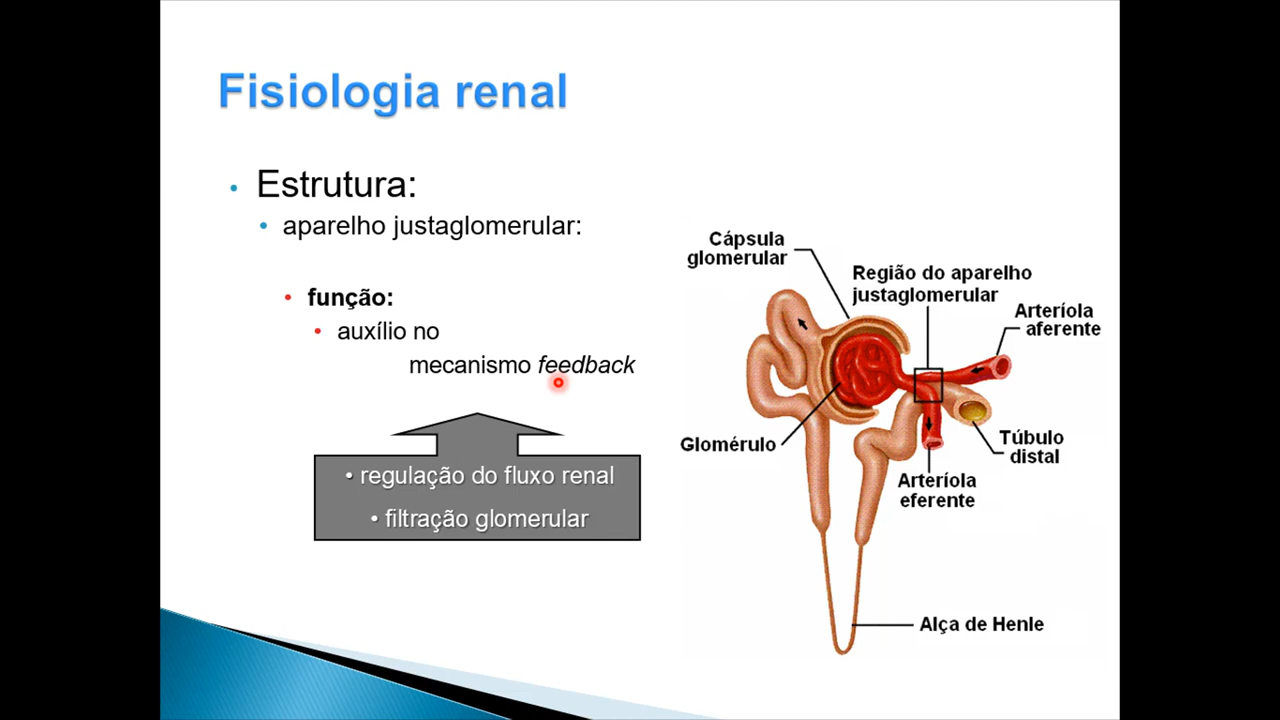 Fisiologia renal
• Estrutura:
• aparelho justaglomerular:
• função:
• auxílio no
mecanismo feedback
• regulação do fluxo renal
• filtração glomerular
Cápsula
glomerular
Região do aparelho
justaglomerular
Arteríola
aferente
Glomérulo
Túbulo
distal
Arteríola
eferente
Alça de Henle